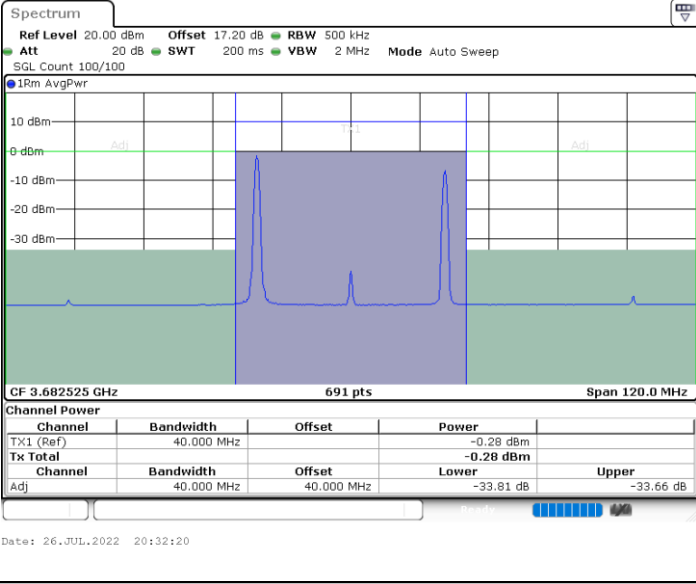 Spectrum
Ref Level 20.00 dBm Offset 17.20 dB RBW 500 kHz
Att 20 dB SWT 200 ms VBW 2 MHz Mode Auto Sweep
SGL Count 100/100
1Rm AvgPwr
10 dBm
TX1
Adj
Adj
0 dBm
-10 dBm
-20 dBm
-30 dBm
CF 3.682525 GHz 691 pts Span 120.0 MHz
Channel Power
Channel Bandwidth Offset Power
TX1 (Ref) 40.000 MHz -0.28 dBm
Tx Total -0.28 dBm
Channel Bandwidth Offset Lower Upper
Adj 40.000 MHz 40.000 MHz -33.81 dB -33.66 dB
Ready
Date: 26.JUL.2022 20:32:20